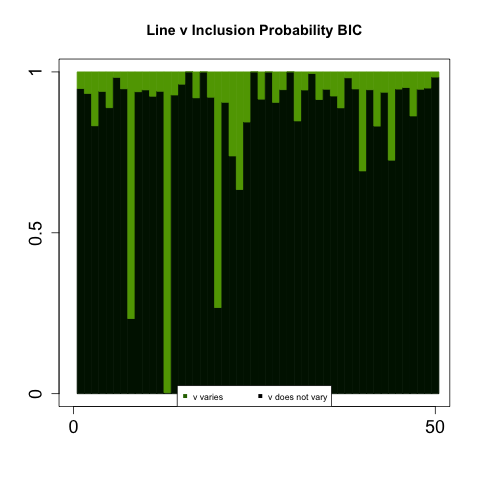 Line v Inclusion Probability BIC
1
0.5
0
v varies v does not vary
0 50